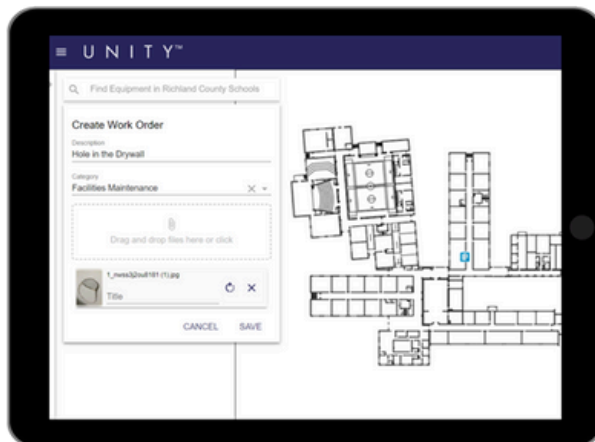 UNITY™
Find Equipment in Richland County Schools
Create Work Order
Description
Hole in the Drywall
Category
Facilities Maintenance
Drag and drop files here or click
Title
CANCEL SAVE